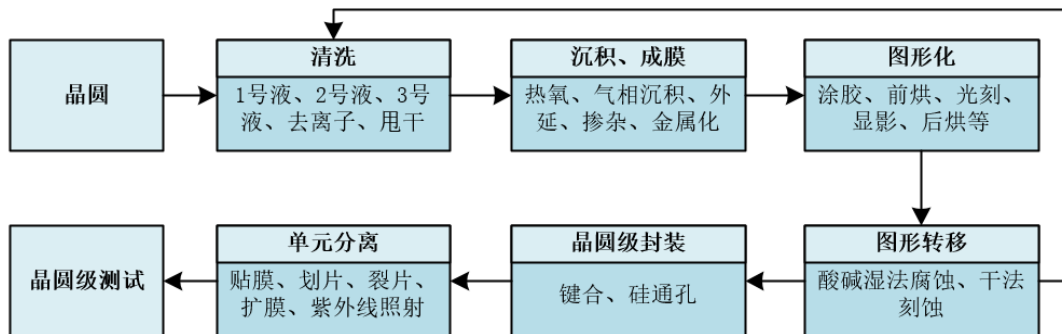 晶圆
清洗
1号液、2号液、3号
液、去离子、甩干
沉积、成膜
热氧、气相沉积、外
延、掺杂、金属化
图形化
涂胶、前烘、光刻、
显影、后烘等
图形转移
酸碱湿法腐蚀、干法
刻蚀
晶圆级封装
键合、硅通孔
单元分离
贴膜、划片、裂片、
扩膜、紫外线照射
晶圆级测试